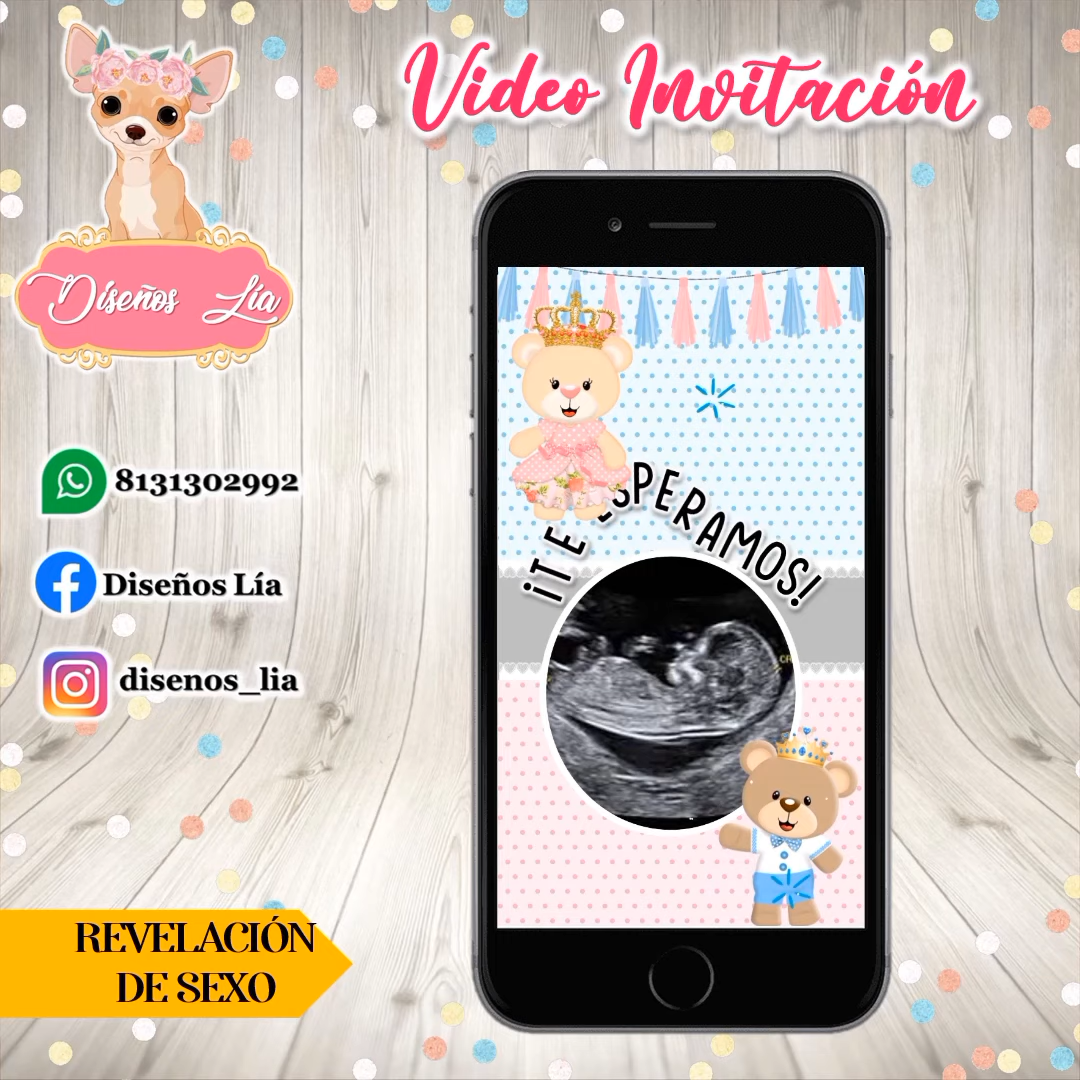 Video Invitación
Diseños Lía
8131302992
Diseños Lía
disenos_lia
¡TE ESPERAMOS!
REVELACIÓN
DE SEXO